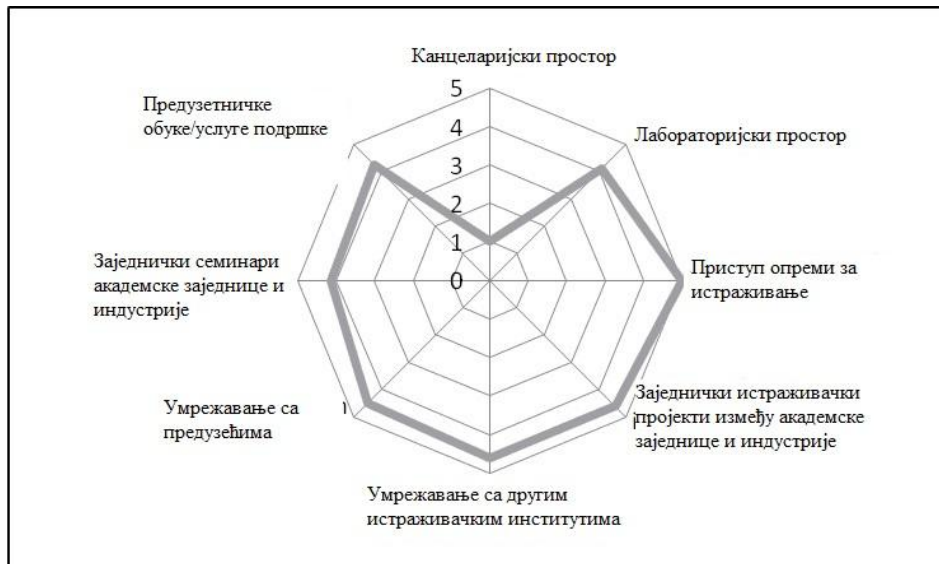 Канцеларијски простор
5
4
3
2
1
0
Лабораторијски простор
Приступ опреми за
истраживање
Заједнички истраживачки
пројекти између академске
заједнице и индустрије
Умрежавање са другим
истраживачким институтима
Умрежавање са
предузећима
Заједнички семинари
академске заједнице и
индустрије
Предузетничке
обуке/услуге подршке